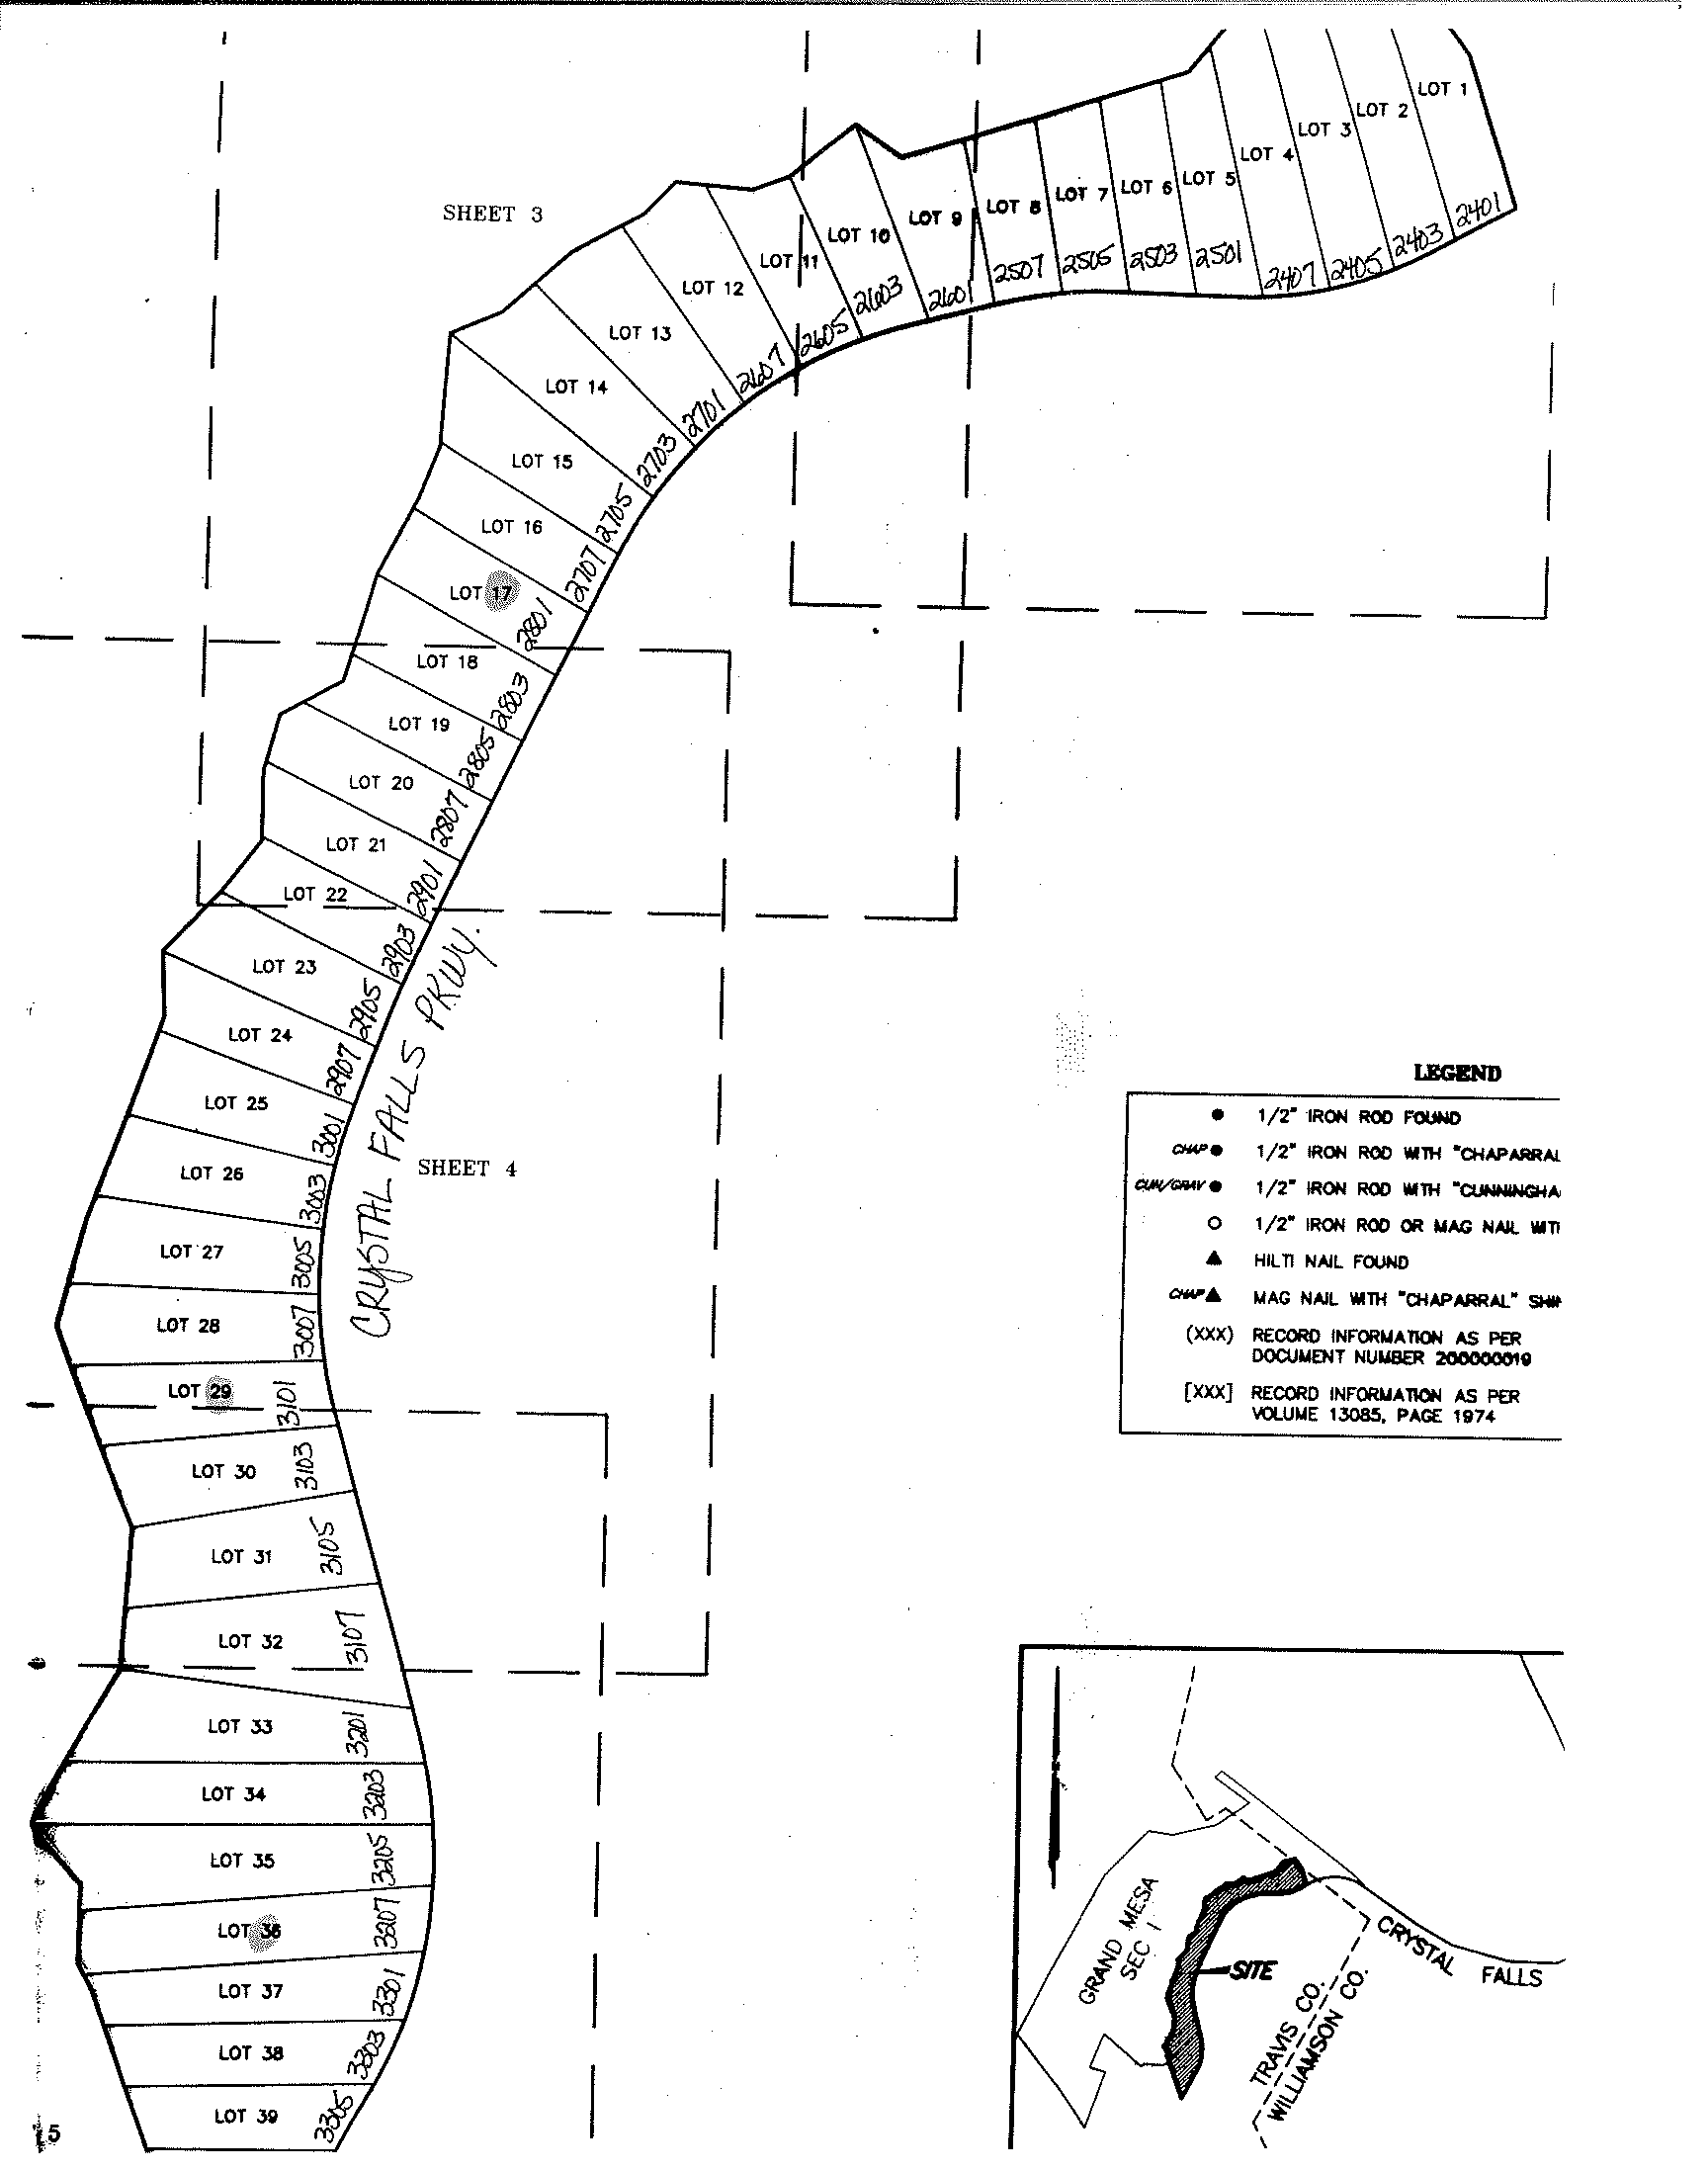 LOT 1
LOT 2
LOT 3
LOT 4
LOT 5
LOT 6
LOT 7
LOT 8
LOT 9
LOT 10
LOT 11
LOT 12
LOT 13
LOT 14
LOT 15
LOT 16
LOT 17
LOT 18
LOT 19
LOT 20
LOT 21
LOT 22
LOT 23
LOT 24
LOT 25
LOT 26
LOT 27
LOT 28
LOT 29
LOT 30
LOT 31
LOT 32
LOT 33
LOT 34
LOT 35
LOT 36
LOT 37
LOT 38
LOT 39
2401
2403
2405
2407
2501
2503
2505
2507
2601
2603
2605
2607
2701
2703
2705
2707
2801
2803
2805
2807
2901
2903
2905
2907
3001
3003
3005
3007
3101
3103
3105
3107
3201
3203
3205
3207
3301
3303
3305
SHEET 3
CRYSTAL FALLS PKWY.
SHEET 4
5
LEGEND
1/2" IRON ROD FOUND
CHAP 1/2" IRON ROD WITH "CHAPARRAL
CUN/GRAV 1/2" IRON ROD WITH "CUNNINGHA
1/2" IRON ROD OR MAG NAIL WIT
HILTI NAIL FOUND
CHAP MAG NAIL WITH "CHAPARRAL" SHI
(XXX) RECORD INFORMATION AS PER
DOCUMENT NUMBER 200000019
[XXX] RECORD INFORMATION AS PER
VOLUME 13085, PAGE 1974
GRAND MESA
SEC 1
SITE
CRYSTAL
FALLS
TRAVIS CO.
WILLIAMSON CO.